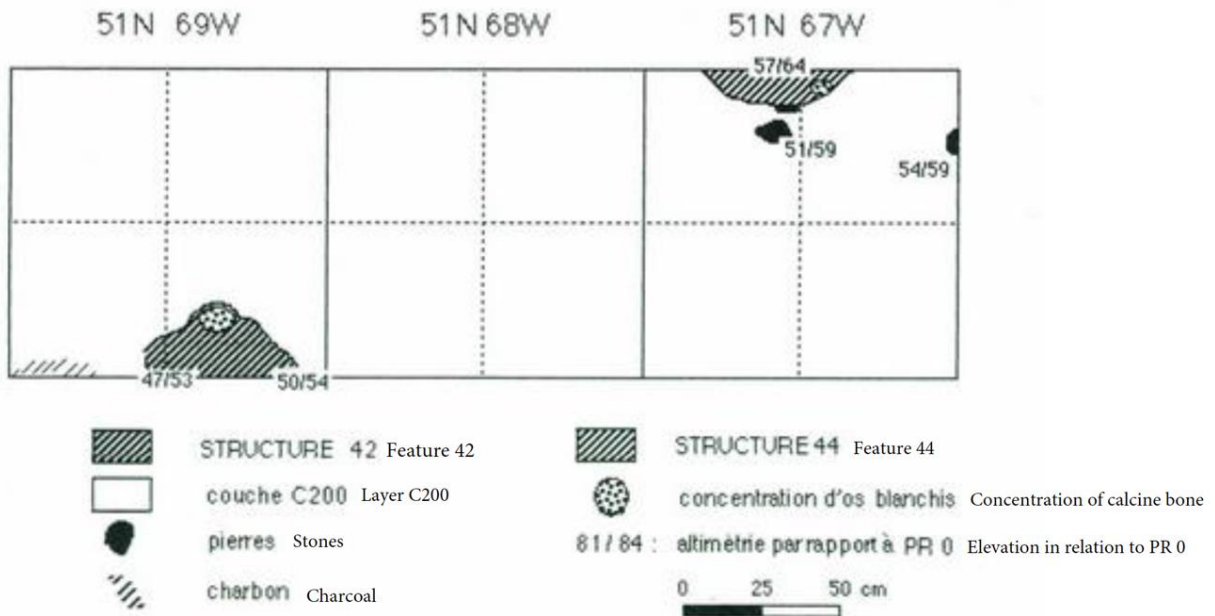 51N 69W 51N 68W 51N 67W
57/64
51/59
54/59
47/53 50/54
STRUCTURE 42 Feature 42 STRUCTURE 44 Feature 44
couche C200 Layer C200 concentration d'os blanchis Concentration of calcine bone
pierres Stones 81/84 : altimètrie par rapport à PR 0 Elevation in relation to PR 0
charbon Charcoal 0 25 50 cm